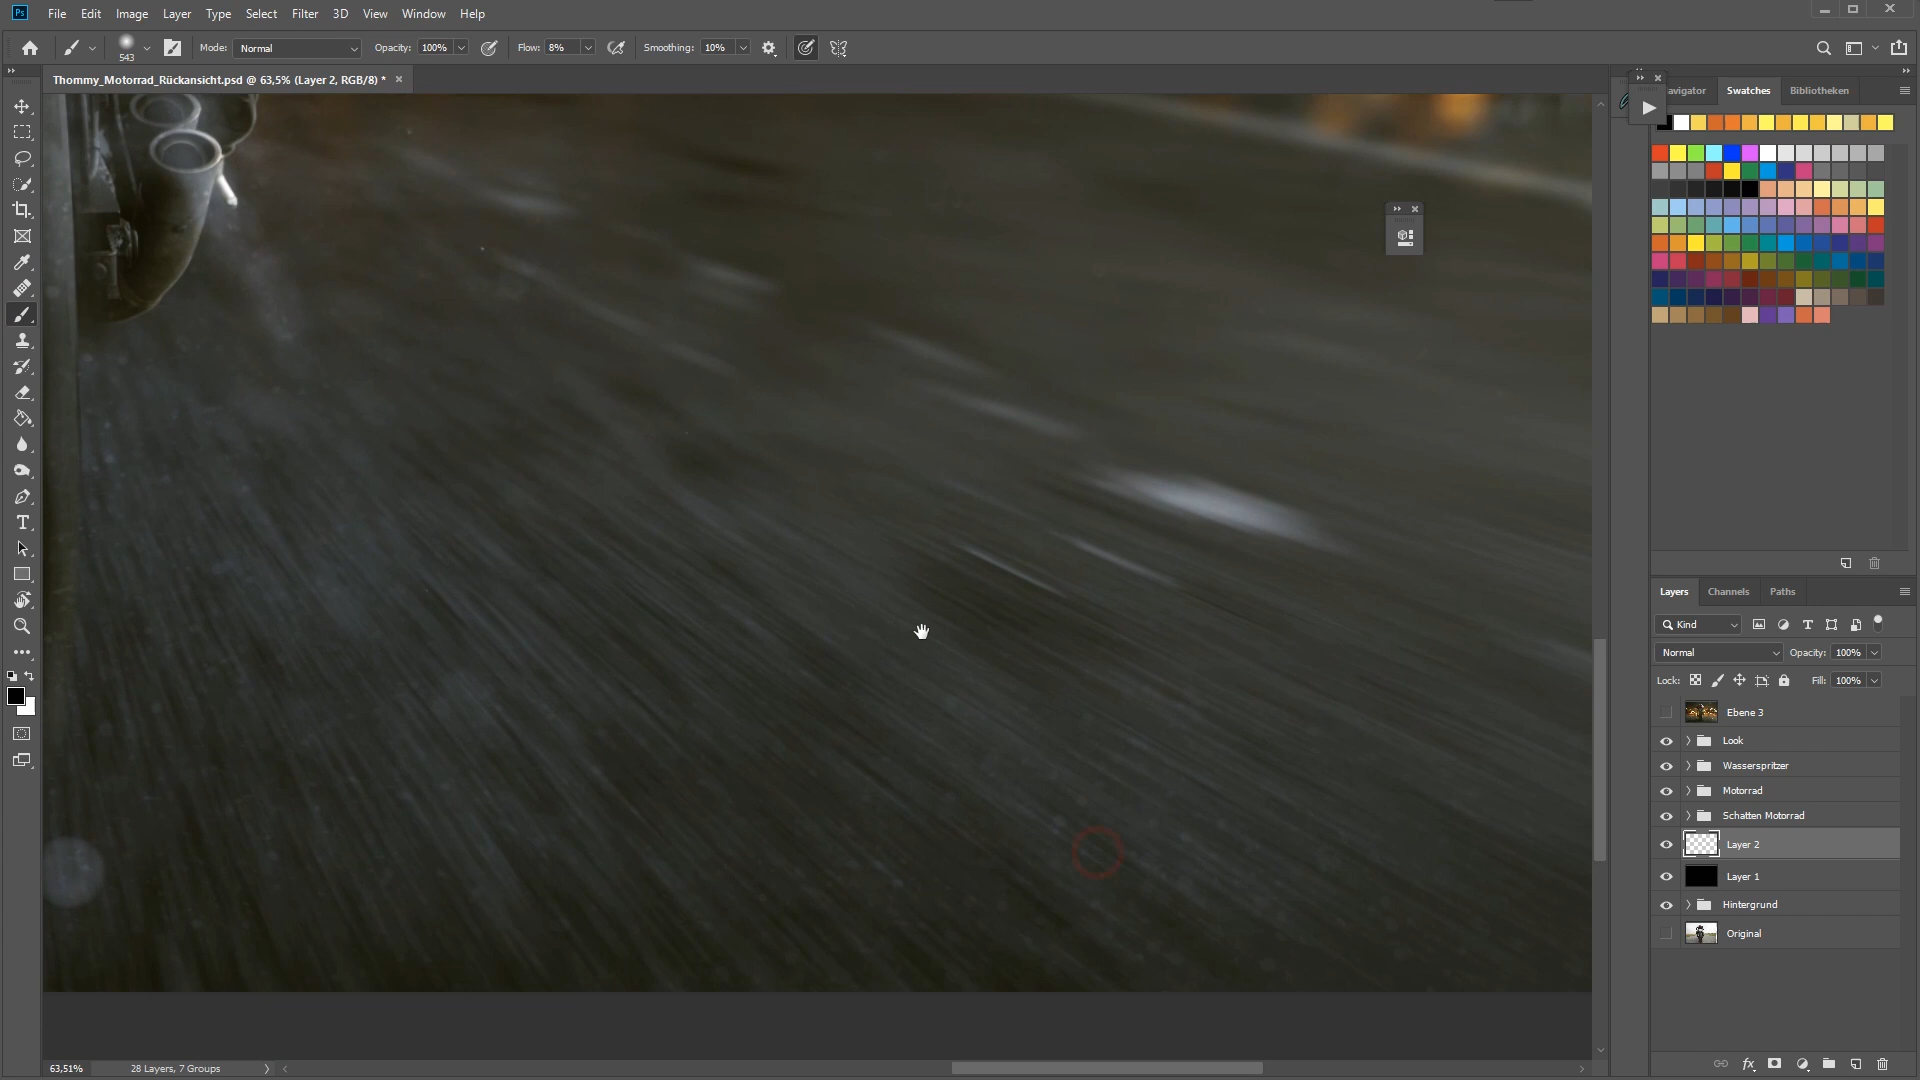 Ps File Edit Image Layer Type Select Filter 3D View Window Help
543 Mode: Normal Opacity: 100% Flow: 8% Smoothing: 10%
Thommy_Motorrad_Rückansicht.psd @ 63,5% (Layer 2, RGB/8) *
avigator Swatches Bibliotheken
Layers Channels Paths
Kind
Normal Opacity: 100%
Lock: Fill: 100%
Ebene 3
Look
Wasserspritzer
Motorrad
Schatten Motorrad
Layer 2
Layer 1
Hintergrund
Original
63,51% 28 Layers, 7 Groups